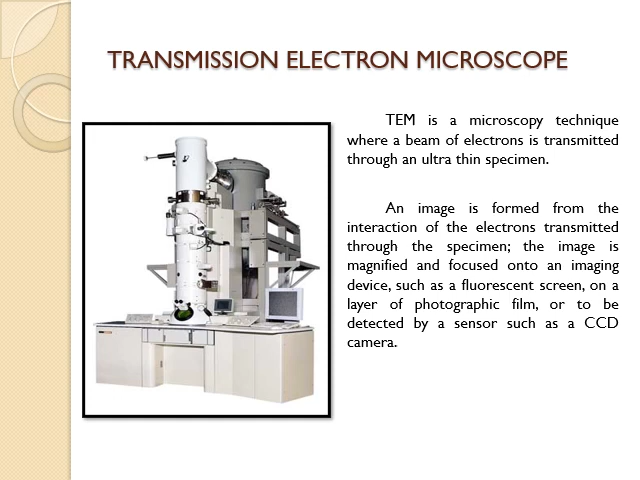 TRANSMISSION ELECTRON MICROSCOPE
TEM is a microscopy technique
where a beam of electrons is transmitted
through an ultra thin specimen.
An image is formed from the
interaction of the electrons transmitted
through the specimen; the image is
magnified and focused onto an imaging
device, such as a fluorescent screen, on a
layer of photographic film, or to be
detected by a sensor such as a CCD
camera.